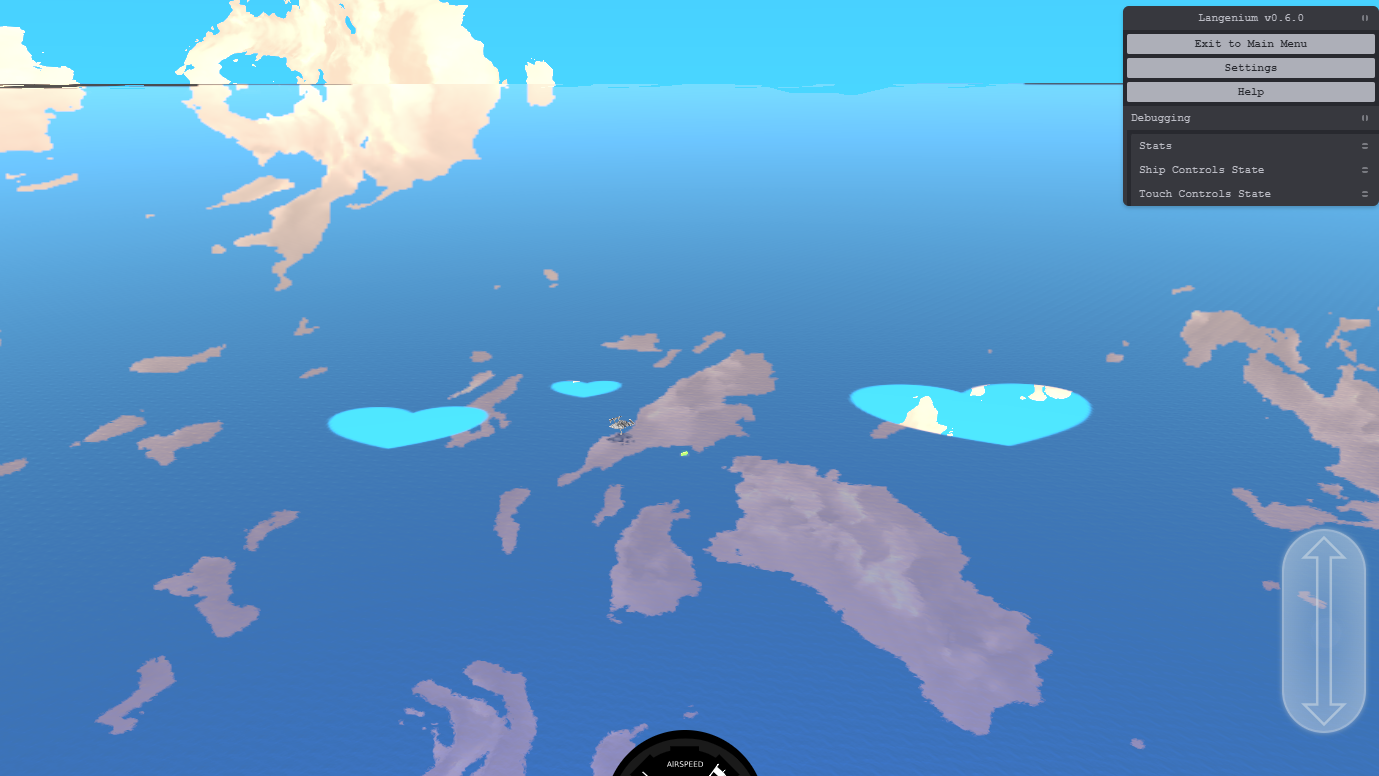 Langenium v0.6.0
Exit to Main Menu
Settings
Help
Debugging
Stats
Ship Controls State
Touch Controls State
AIRSPEED